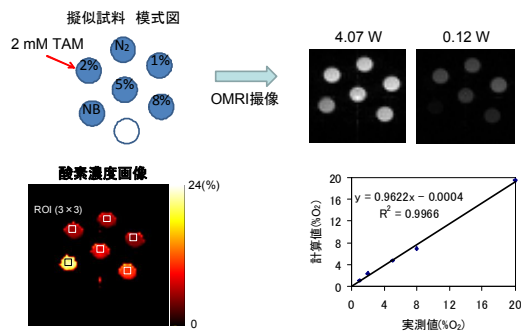 擬似試料 模式図
2 mM TAM
N2
2%
1%
5%
NB
8%
OMRI撮像
4.07 W
0.12 W
酸素濃度画像
24(%)
ROI (3×3)
0
計算値(%O2)
20
16
12
8
4
0
y = 0.9622x - 0.0004
R2 = 0.9966
0 4 8 12 16 20
実測値(%O2)